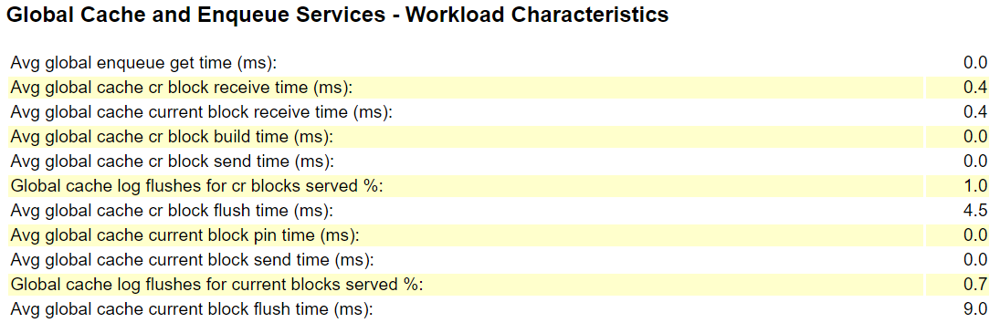 Global Cache and Enqueue Services - Workload Characteristics
Avg global enqueue get time (ms): 0.0
Avg global cache cr block receive time (ms): 0.4
Avg global cache current block receive time (ms): 0.4
Avg global cache cr block build time (ms): 0.0
Avg global cache cr block send time (ms): 0.0
Global cache log flushes for cr blocks served %: 1.0
Avg global cache cr block flush time (ms): 4.5
Avg global cache current block pin time (ms): 0.0
Avg global cache current block send time (ms): 0.0
Global cache log flushes for current blocks served %: 0.7
Avg global cache current block flush time (ms): 9.0